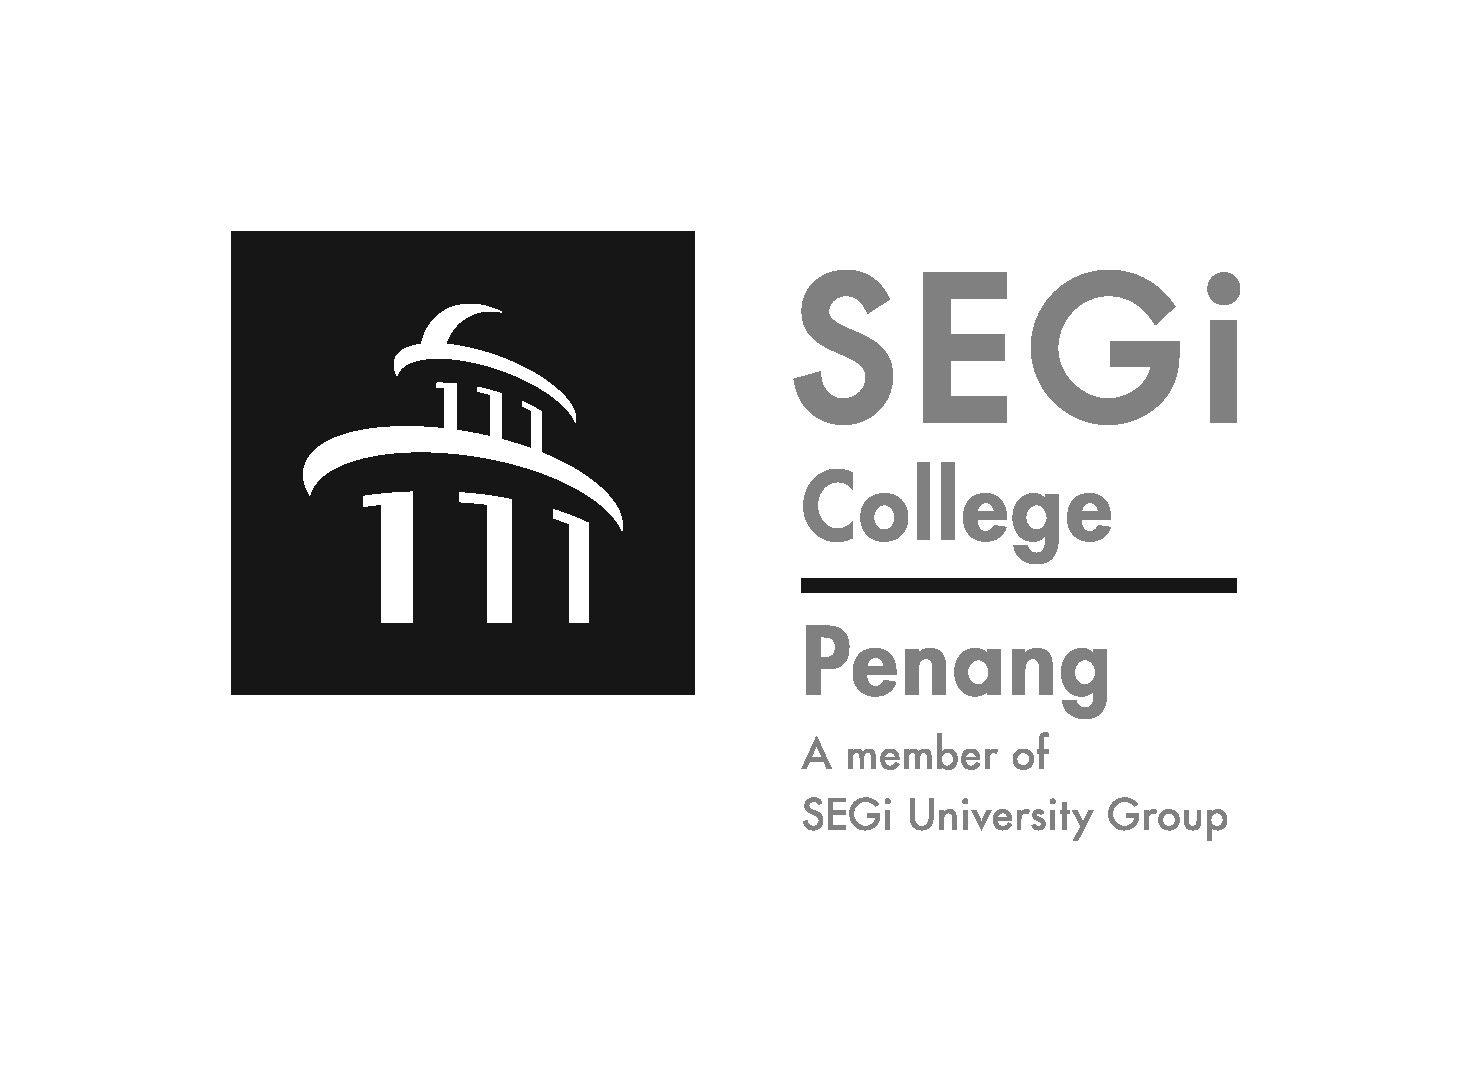 SEGi
College
Penang
A member of
SEGi University Group